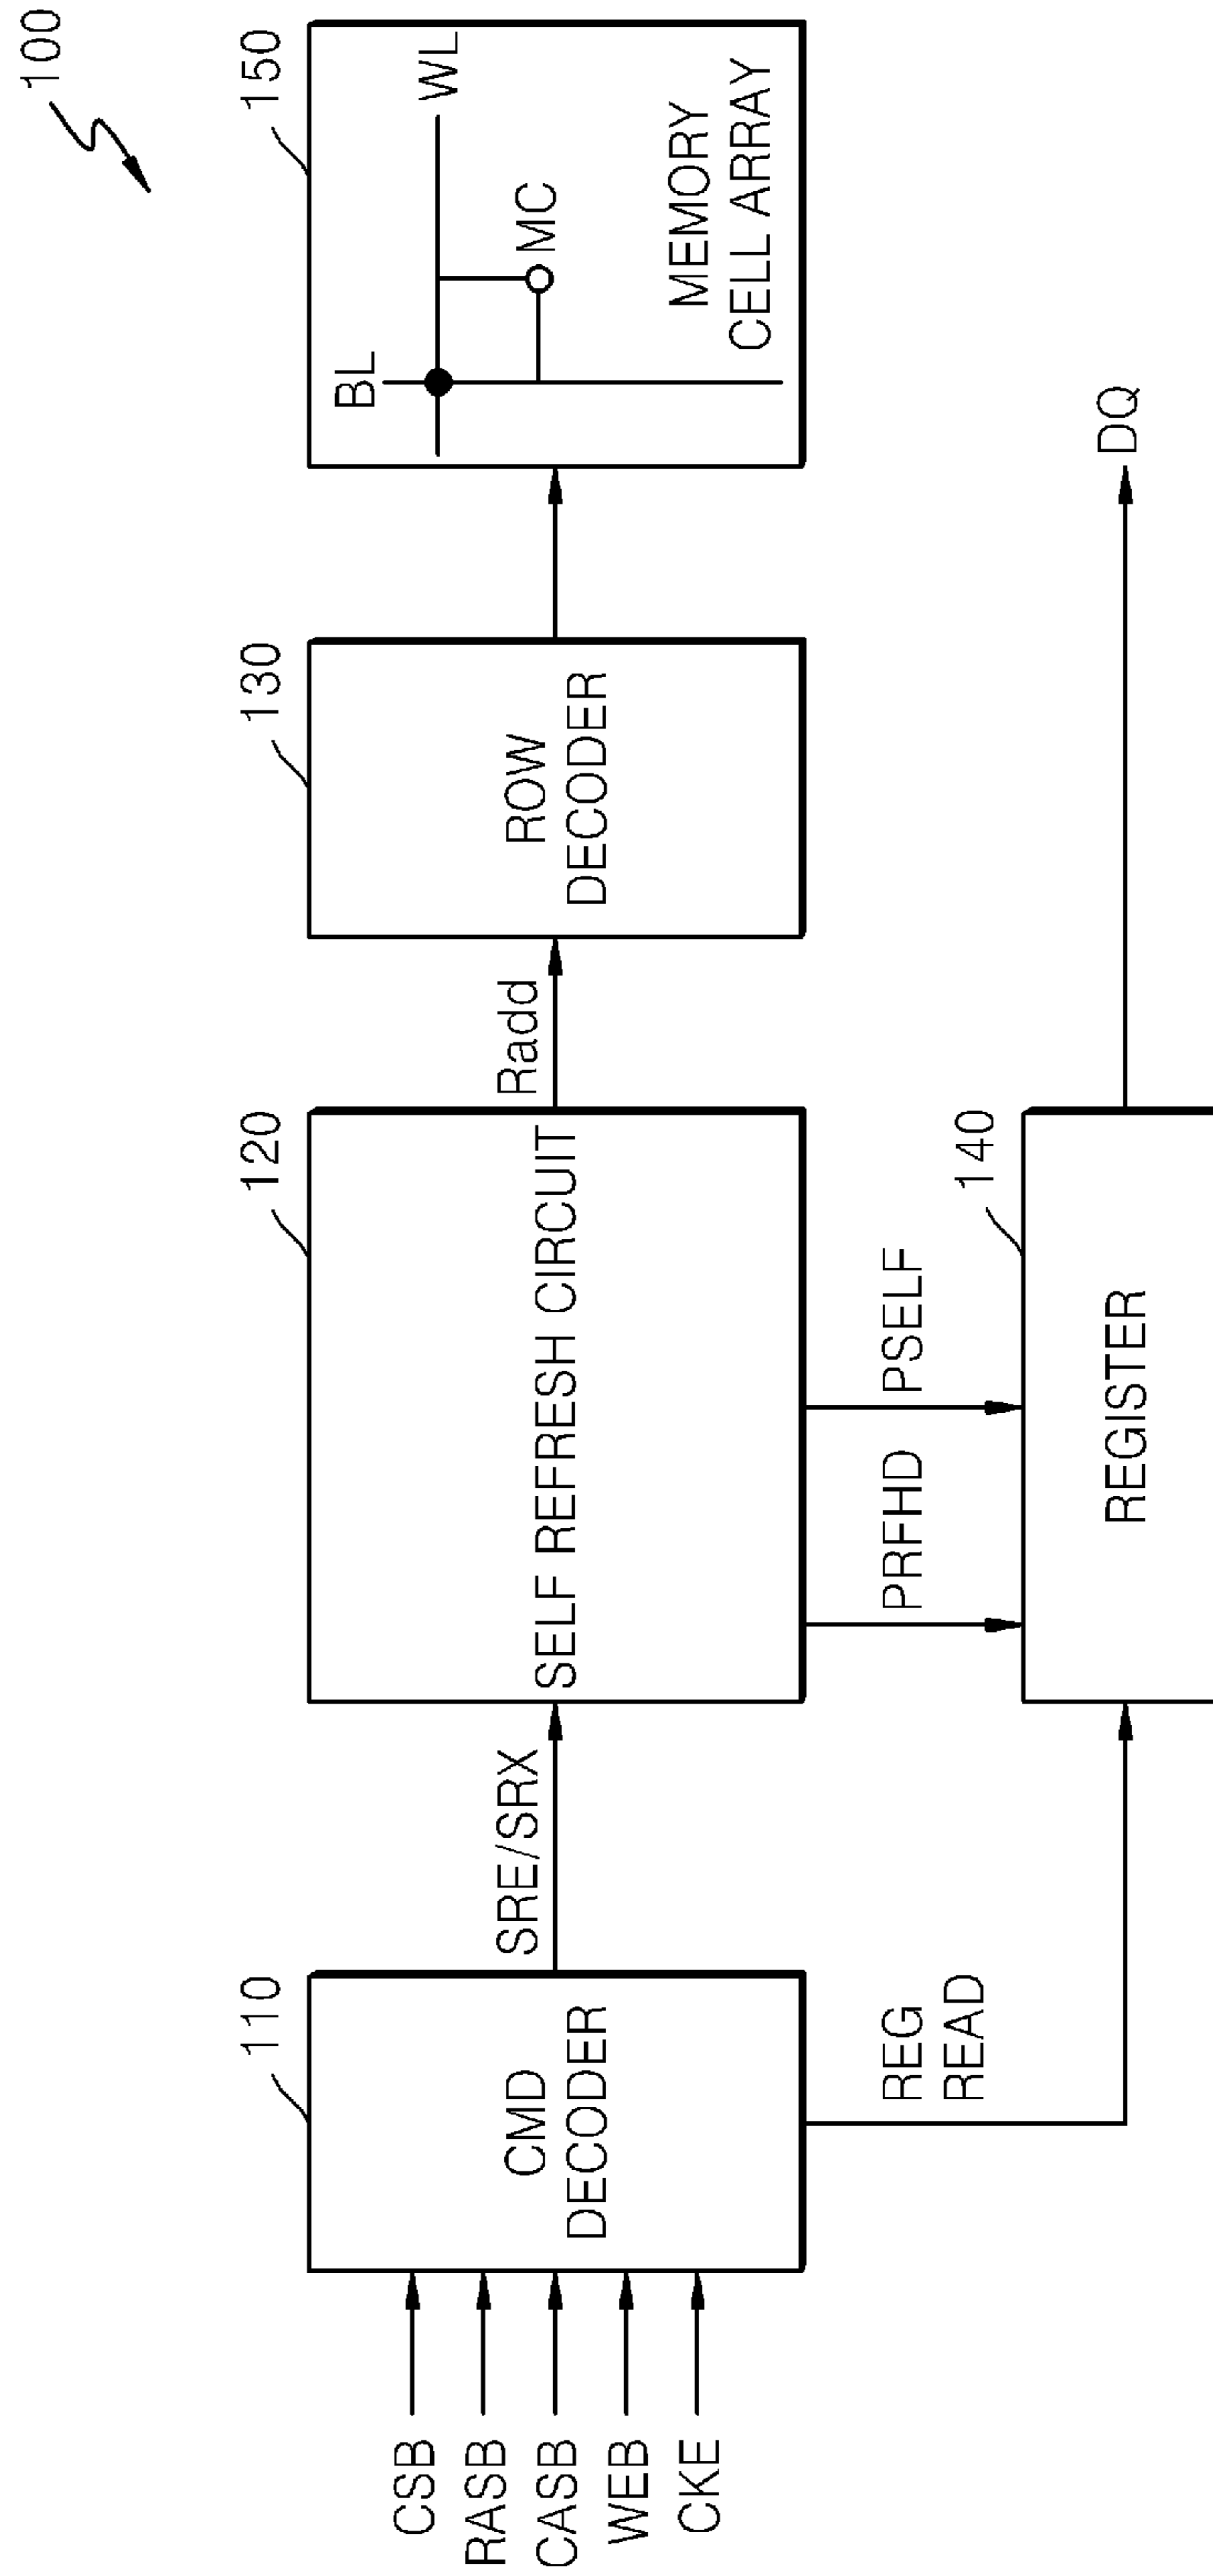 100
110
120
130
150
CSB
RASB
CASB
WEB
CKE
CMD
DECODER
SRE/SRX
SELF REFRESH CIRCUIT
Radd
ROW
DECODER
BL
WL
MC
MEMORY
CELL ARRAY
REG
READ
PRFHD
PSELF
140
REGISTER
DQ